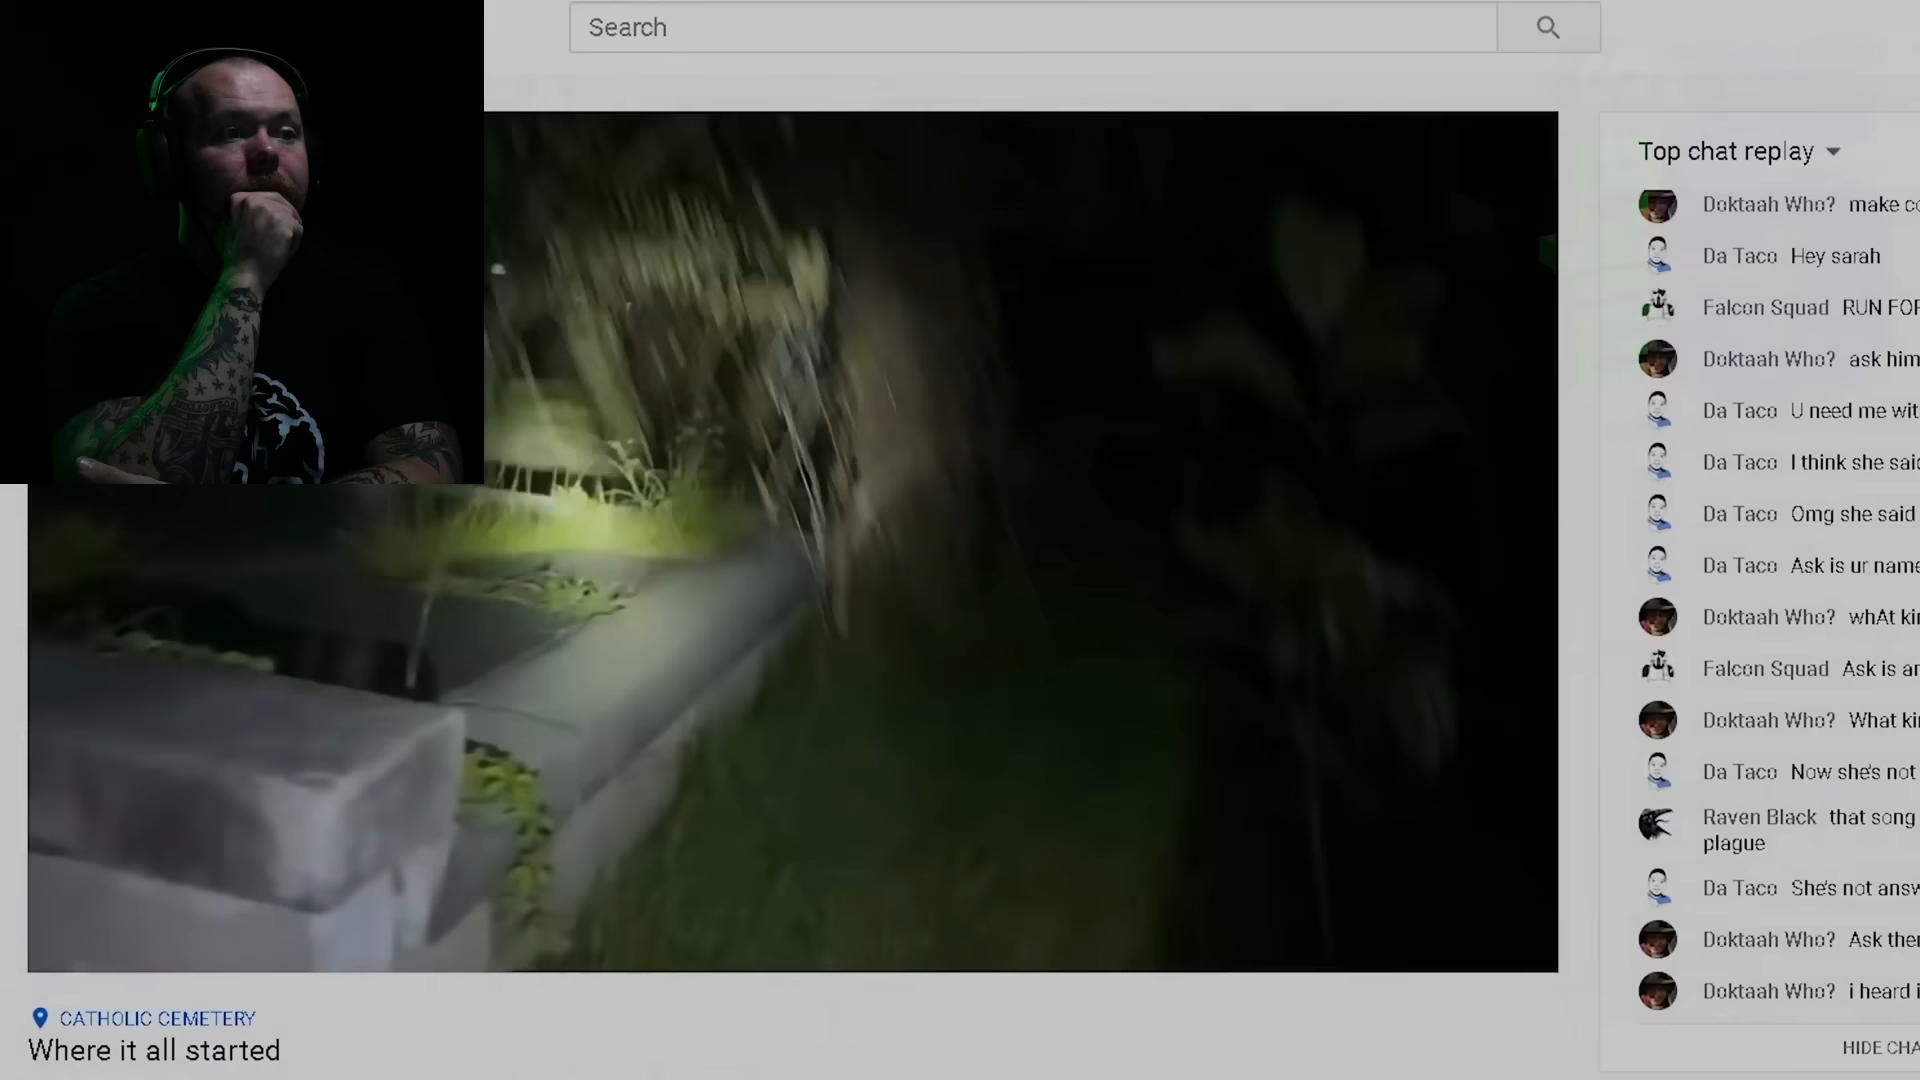 Search
Top chat replay
Doktaah Who? make
Da Taco Hey sarah
Falcon Squad RUN
Doktaah Who? ask him
Da Taco U need me
Da Taco I think she
Da Taco Omg she said
Da Taco Ask is ur
Doktaah Who? whAt
Falcon Squad Ask is
Doktaah Who? What
Da Taco Now she's not
Raven Black that song
plague
Da Taco She's not
Doktaah Who? Ask
Doktaah Who? i heard
HIDE
CATHOLIC CEMETERY
Where it all started